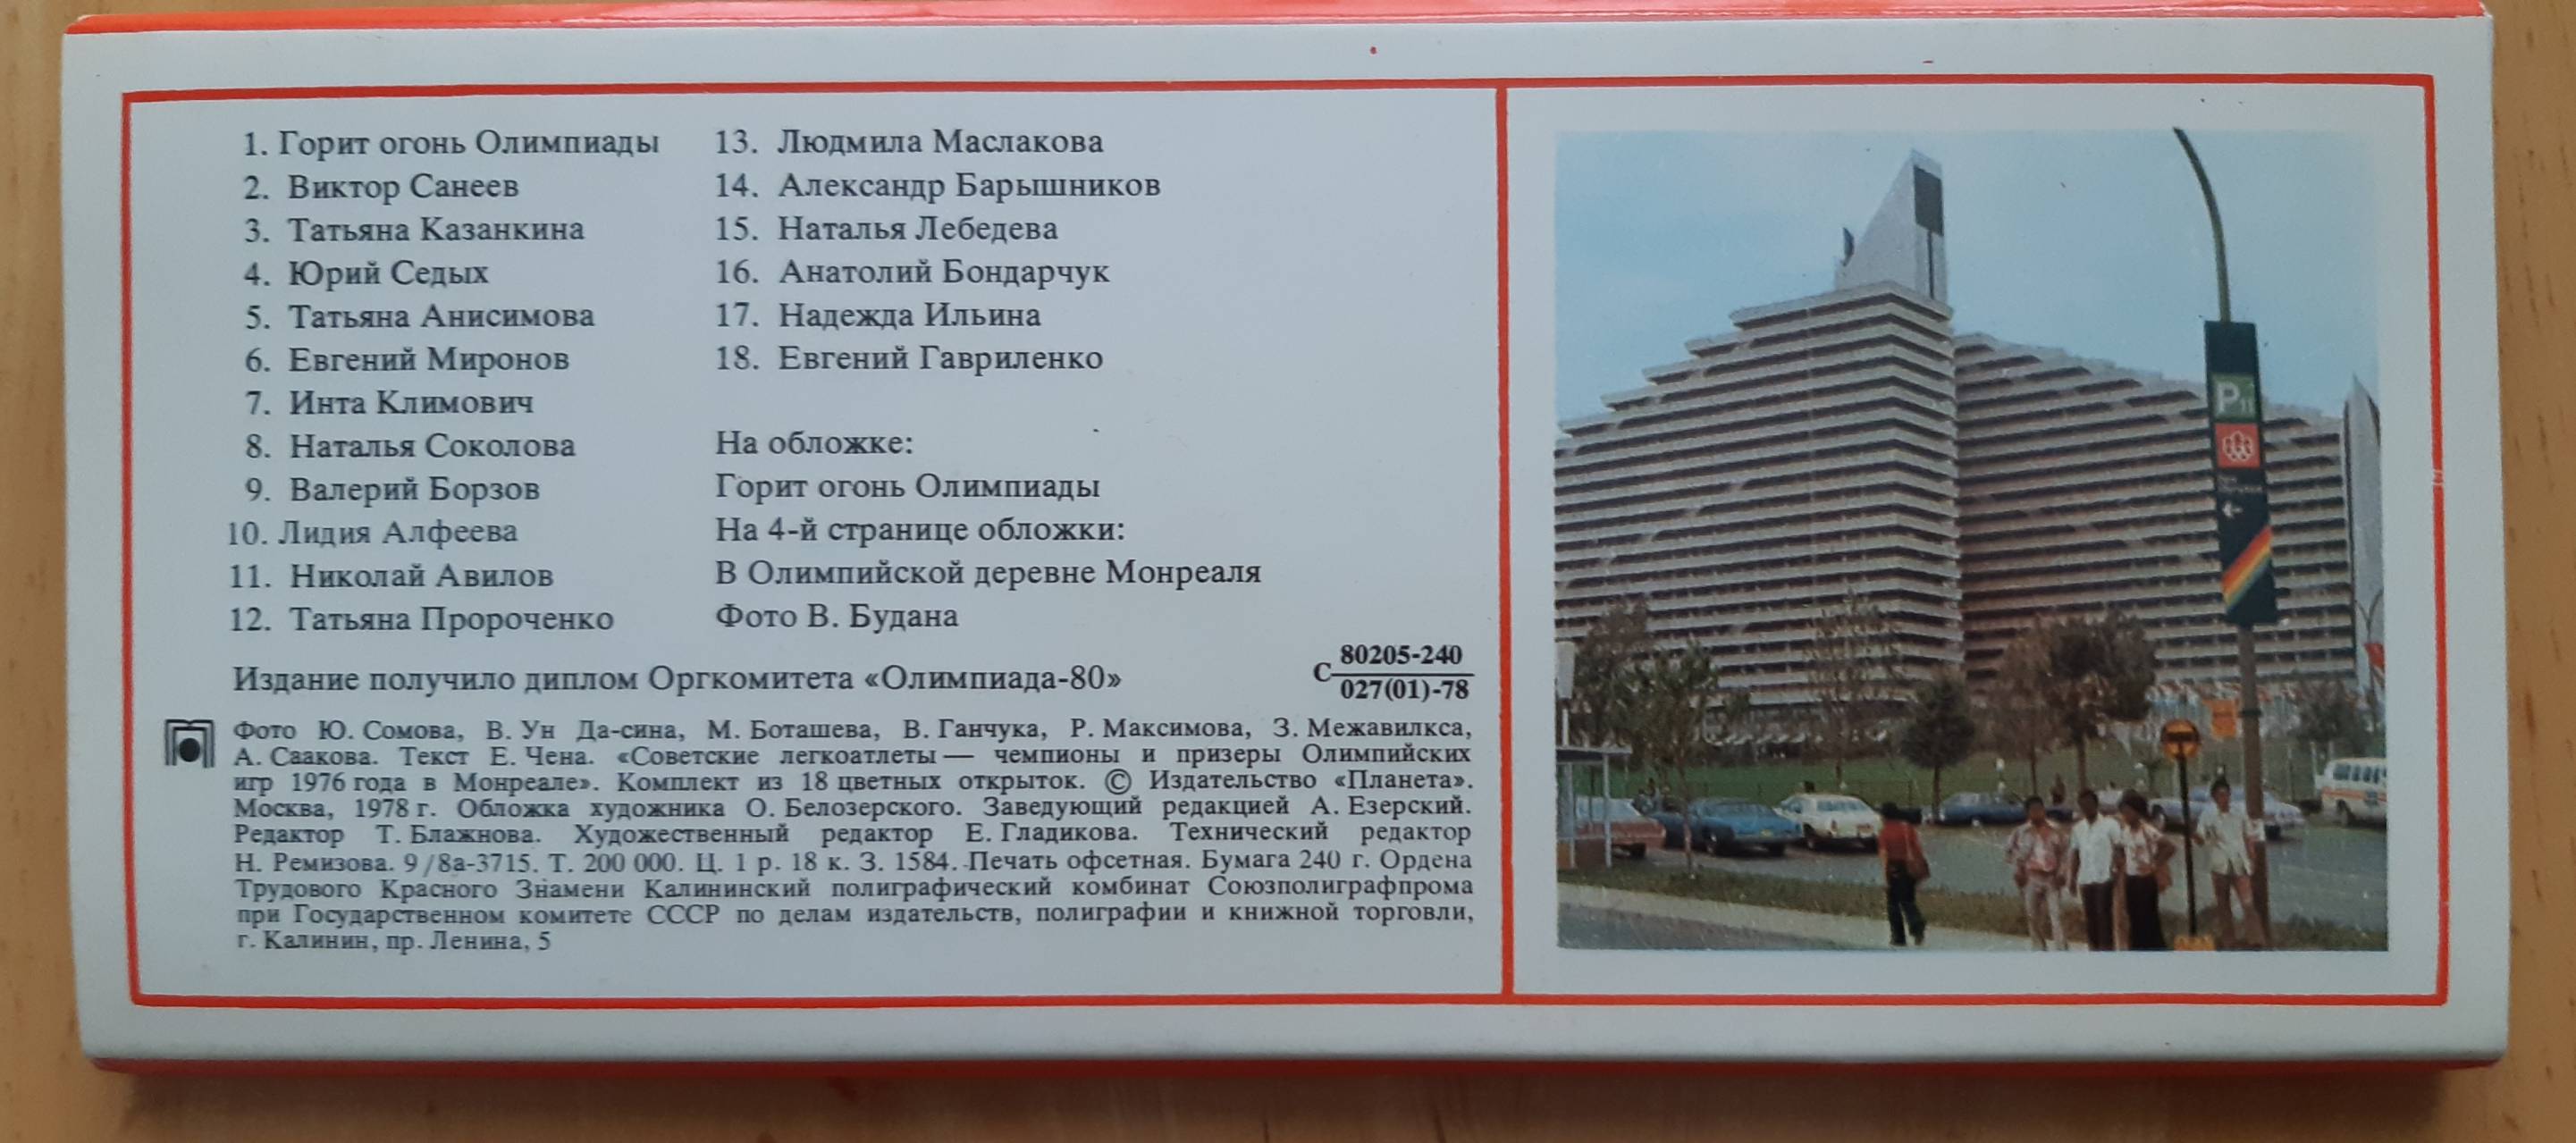 1. Горит огонь Олимпиады
2. Виктор Санеев
3. Татьяна Казанкина
4. Юрий Седых
5. Татьяна Анисимова
6. Евгений Миронов
7. Инта Климович
8. Наталья Соколова
9. Валерий Борзов
10. Лидия Алфеева
11. Николай Авилов
12. Татьяна Пророченко
13. Людмила Маслакова
14. Александр Барышников
15. Наталья Лебедева
16. Анатолий Бондарчук
17. Надежда Ильина
18. Евгений Гавриленко
На обложке:
Горит огонь Олимпиады
На 4-й странице обложки:
В Олимпийской деревне Монреаля
Фото В. Будана
Издание получило диплом Оргкомитета «Олимпиада-80»
С 80205-240
027(01)-78
Фото Ю. Сомова, В. Ун Да-сина, М. Боташева, В. Ганчука, Р. Максимова, З. Межавилкса,
А. Саакова. Текст Е. Чена. «Советские легкоатлеты — чемпионы и призеры Олимпийских
игр 1976 года в Монреале». Комплект из 18 цветных открыток. © Издательство «Планета».
Москва, 1978 г. Обложка художника О. Белозерского. Заведующий редакцией А. Езерский.
Редактор Т. Блажнова. Художественный редактор Е. Гладикова. Технический редактор
Н. Ремизова. 9/8а-3715. Т. 200 000. Ц. 1 р. 18 к. З. 1584. Печать офсетная. Бумага 240 г. Ордена
Трудового Красного Знамени Калининский полиграфический комбинат Союзполиграфпрома
при Государственном комитете СССР по делам издательств, полиграфии и книжной торговли,
г. Калинин, пр. Ленина, 5
P 11